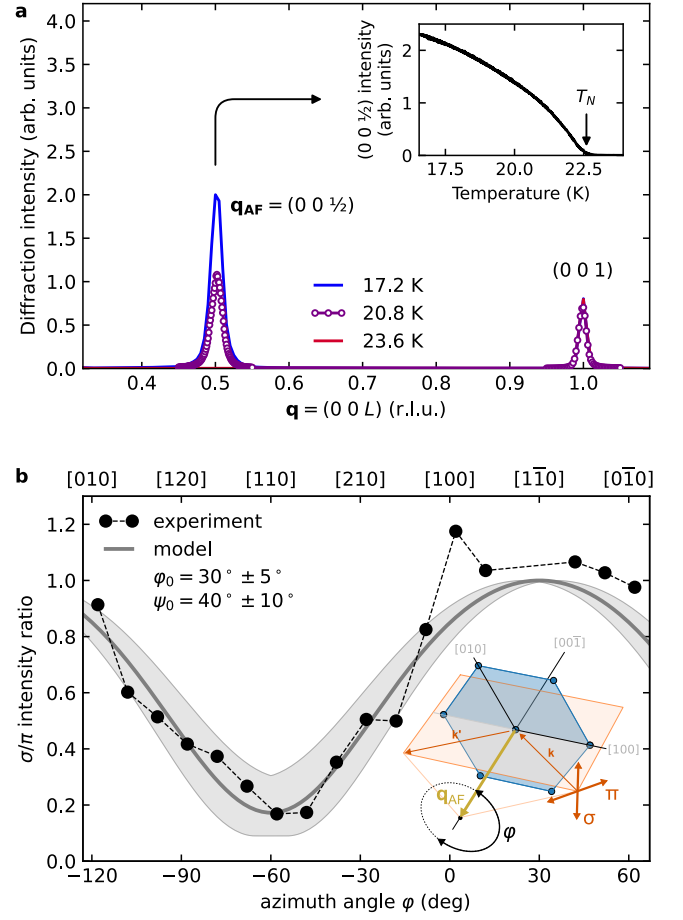 a
4.0
3.5
3.0
2.5
2.0
1.5
1.0
0.5
0.0
Diffraction intensity (arb. units)
0.4 0.5 0.6 0.7 0.8 0.9 1.0
q = (0 0 L) (r.l.u.)
q_AF = (0 0 ½)
(0 0 1)
17.2 K
20.8 K
23.6 K
(0 0 ½) intensity
(arb. units)
2
1
0
T_N
17.5 20.0 22.5
Temperature (K)
b
[010] [120] [110] [210] [100] [11̅0] [01̅0]
1.2
1.0
0.8
0.6
0.4
0.2
0.0
σ/π intensity ratio
experiment
model
φ₀ = 30° ± 5°
ψ₀ = 40° ± 10°
[010]
[001̅]
[100]
k'
k
q_AF
π
σ
φ
−120 −90 −60 −30 0 30 60
azimuth angle φ (deg)